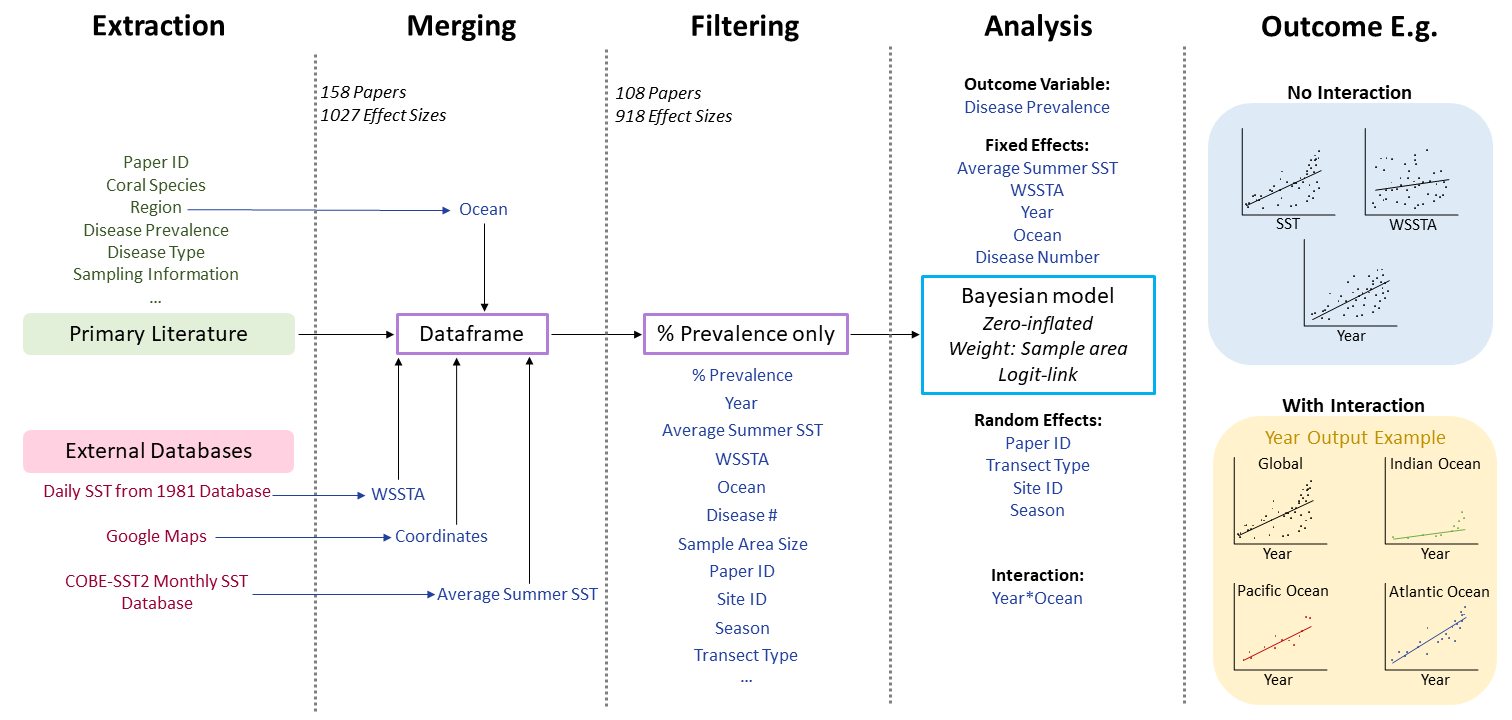 Extraction
Merging
Filtering
Analysis
Outcome E.g.
Paper ID
Coral Species
Region
Disease Prevalence
Disease Type
Sampling Information
...
Primary Literature
External Databases
Daily SST from 1981 Database
Google Maps
COBE-SST2 Monthly SST
Database
158 Papers
1027 Effect Sizes
Ocean
Dataframe
WSSTA
Coordinates
Average Summer SST
108 Papers
918 Effect Sizes
% Prevalence only
% Prevalence
Year
Average Summer SST
WSSTA
Ocean
Disease #
Sample Area Size
Paper ID
Site ID
Season
Transect Type
...
Outcome Variable:
Disease Prevalence
Fixed Effects:
Average Summer SST
WSSTA
Year
Ocean
Disease Number
Bayesian model
Zero-inflated
Weight: Sample area
Logit-link
Random Effects:
Paper ID
Transect Type
Site ID
Season
Interaction:
Year*Ocean
No Interaction
SST
WSSTA
Year
With Interaction
Year Output Example
Global
Year
Indian Ocean
Year
Pacific Ocean
Year
Atlantic Ocean
Year